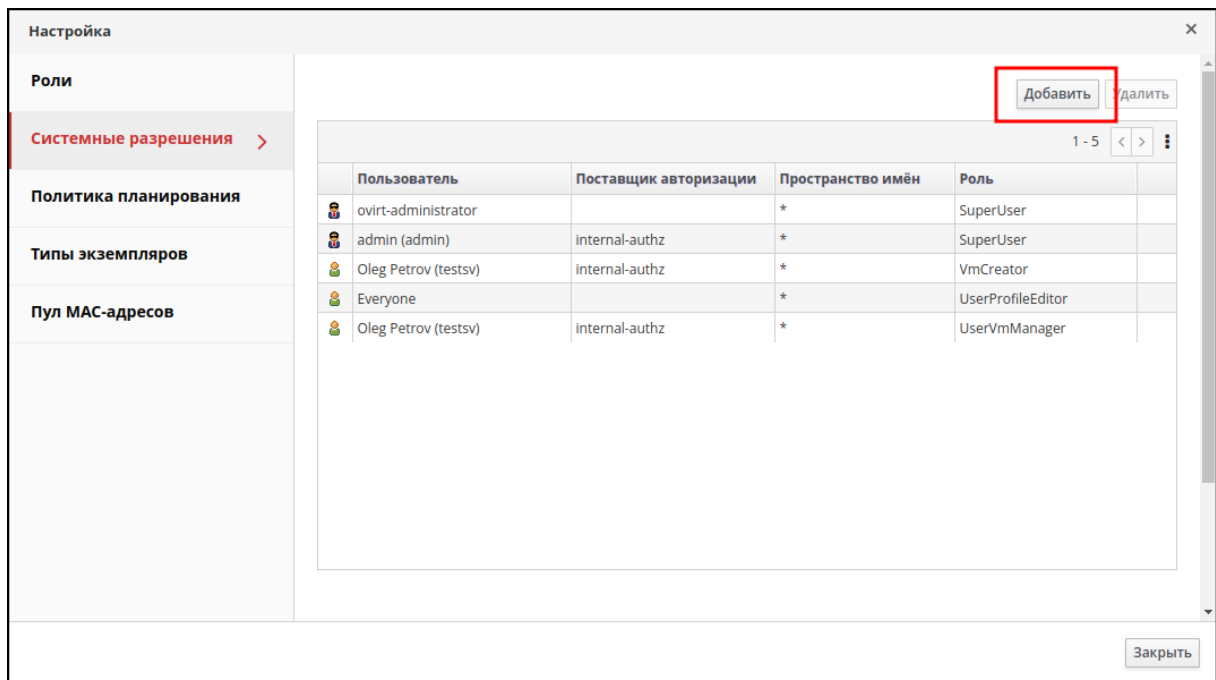 Настройка
×
Роли
Системные разрешения
Политика планирования
Типы экземпляров
Пул MAC-адресов
Добавить Удалить
1 - 5
Пользователь Поставщик авторизации Пространство имён Роль
ovirt-administrator * SuperUser
admin (admin) internal-authz * SuperUser
Oleg Petrov (testsv) internal-authz * VmCreator
Everyone * UserProfileEditor
Oleg Petrov (testsv) internal-authz * UserVmManager
Закрыть